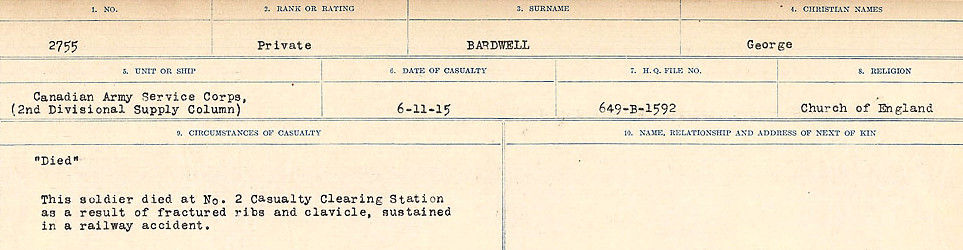 1. NO.
2. RANK OR RATING
3. SURNAME
4. CHRISTIAN NAMES
2755
Private
BARDWELL
George
5. UNIT OR SHIP
6. DATE OF CASUALTY
7. H. Q. FILE NO.
8. RELIGION
Canadian Army Service Corps,
(2nd Divisional Supply Column)
6-11-15
649-B-1592
Church of England
9. CIRCUMSTANCES OF CASUALTY
10. NAME, RELATIONSHIP AND ADDRESS OF NEXT OF KIN
"Died"
This soldier died at No. 2 Casualty Clearing Station
as a result of fractured ribs and clavicle, sustained
in a railway accident.